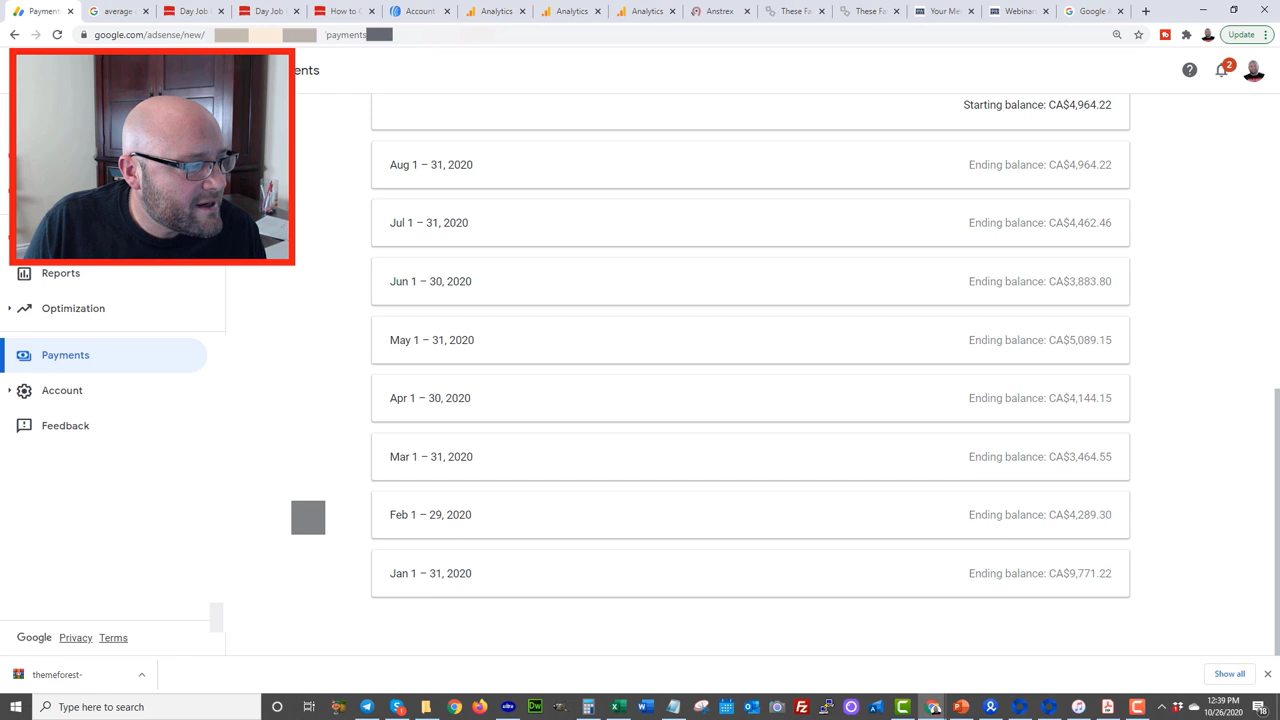 Payment
average
Day Job
Day Job
How to C
Account
Analytics
Analytics
Analytics
Anstrex
Your Me
Webinar
Google
google.com/adsense/new/
payments
Update
ents
2
Starting balance: CA$4,964.22
Aug 1 – 31, 2020 Ending balance: CA$4,964.22
Jul 1 – 31, 2020 Ending balance: CA$4,462.46
Reports
Jun 1 – 30, 2020 Ending balance: CA$3,883.80
Optimization
May 1 – 31, 2020 Ending balance: CA$5,089.15
Payments
Account
Apr 1 – 30, 2020 Ending balance: CA$4,144.15
Feedback
Mar 1 – 31, 2020 Ending balance: CA$3,464.55
Feb 1 – 29, 2020 Ending balance: CA$4,289.30
Jan 1 – 31, 2020 Ending balance: CA$9,771.22
Google Privacy Terms
themeforest-
Show all
Type here to search
12:39 PM
10/26/2020
18